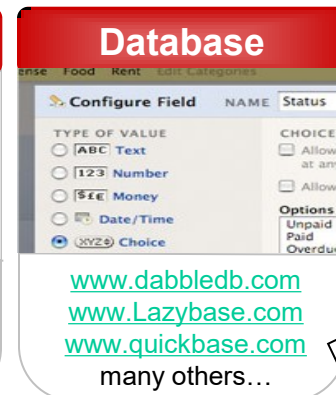 Database
Food Rent Edit Categories
Configure Field NAME Status
TYPE OF VALUE
ABC Text
123 Number
$£€ Money
Date/Time
XYZ Choice
CHOICE
Allow
at any
Allow
Options
Unpaid
Paid
Overdu
www.dabbledb.com
www.Lazybase.com
www.quickbase.com
many others…